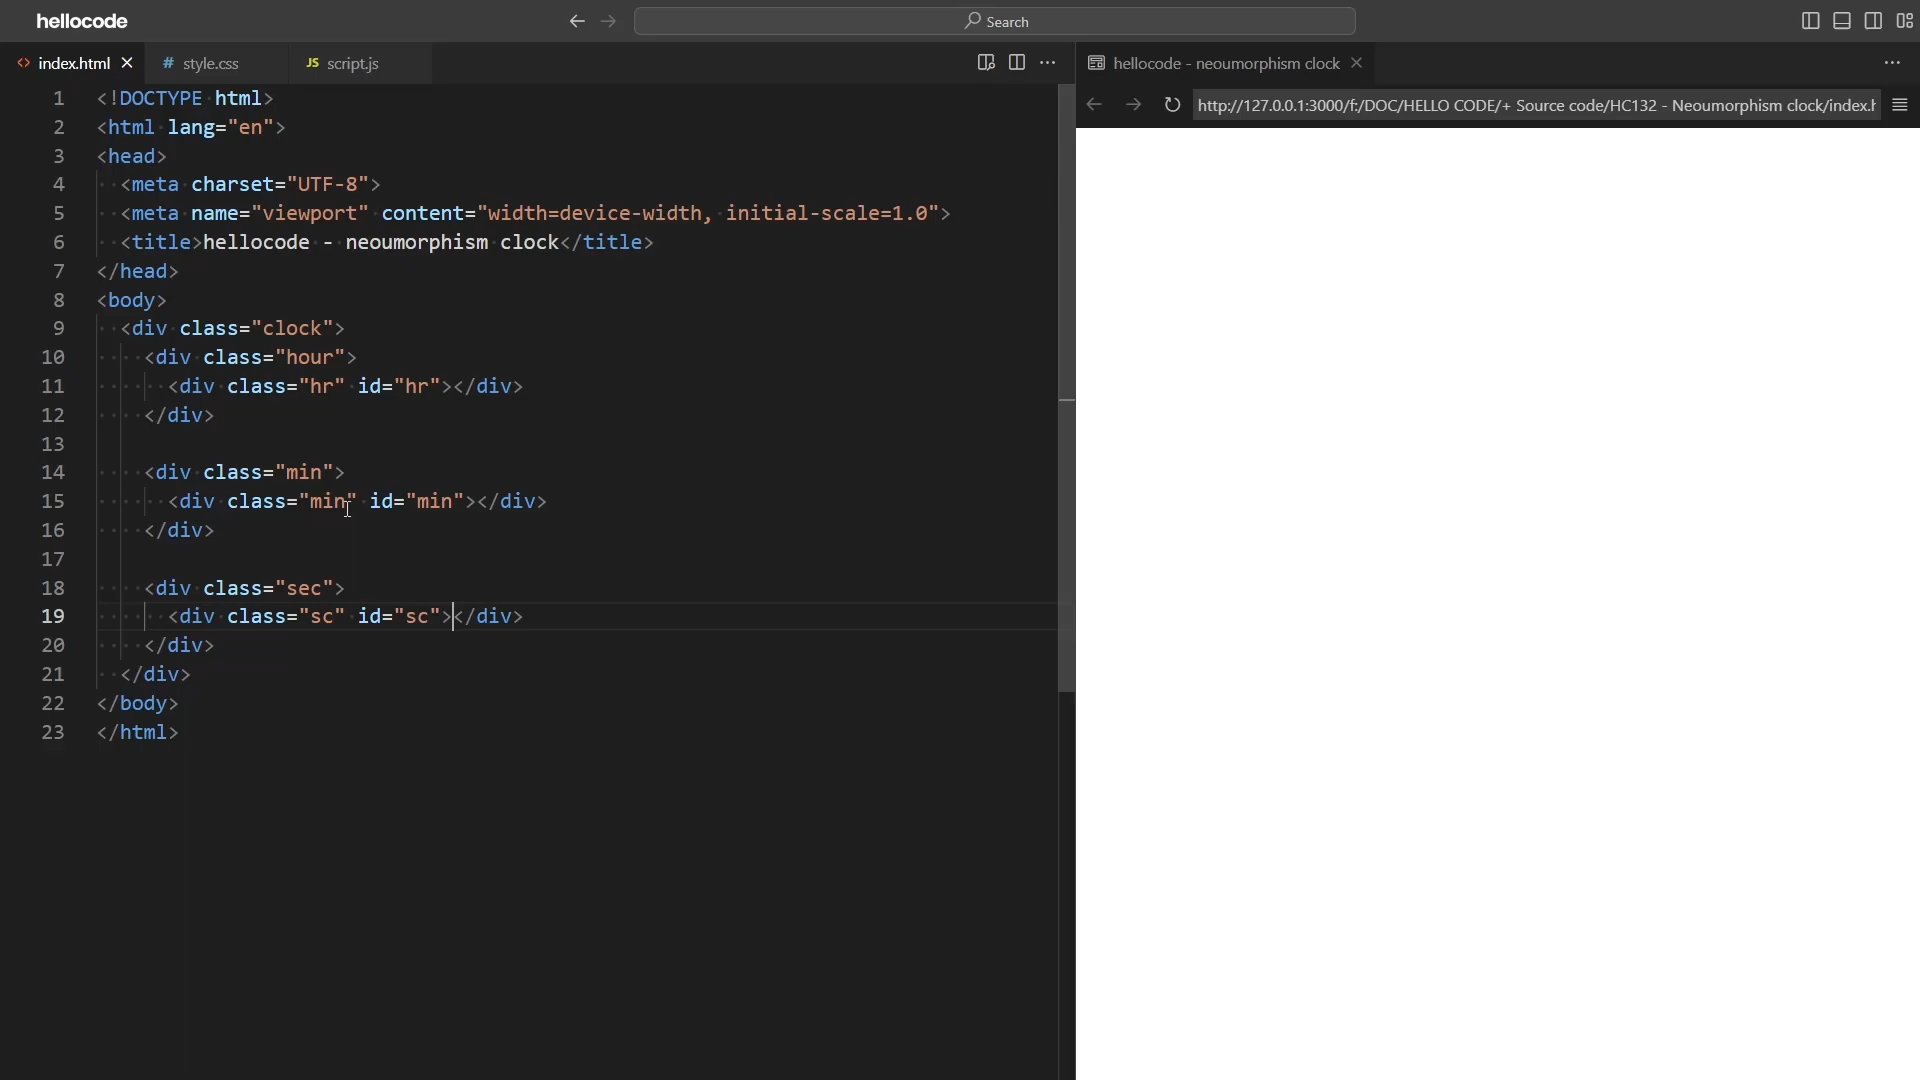 hellocode
Search
index.html
style.css
script.js
1 <!DOCTYPE html>
2 <html lang="en">
3 <head>
4 <meta charset="UTF-8">
5 <meta name="viewport" content="width=device-width, initial-scale=1.0">
6 <title>hellocode - neoumorphism clock</title>
7 </head>
8 <body>
9 <div class="clock">
10 <div class="hour">
11 <div class="hr" id="hr"></div>
12 </div>
13
14 <div class="min">
15 <div class="min" id="min"></div>
16 </div>
17
18 <div class="sec">
19 <div class="sc" id="sc"></div>
20 </div>
21 </div>
22 </body>
23 </html>
hellocode - neoumorphism clock
http://127.0.0.1:3000/f:/DOC/HELLO CODE/+ Source code/HC132 - Neoumorphism clock/index.h